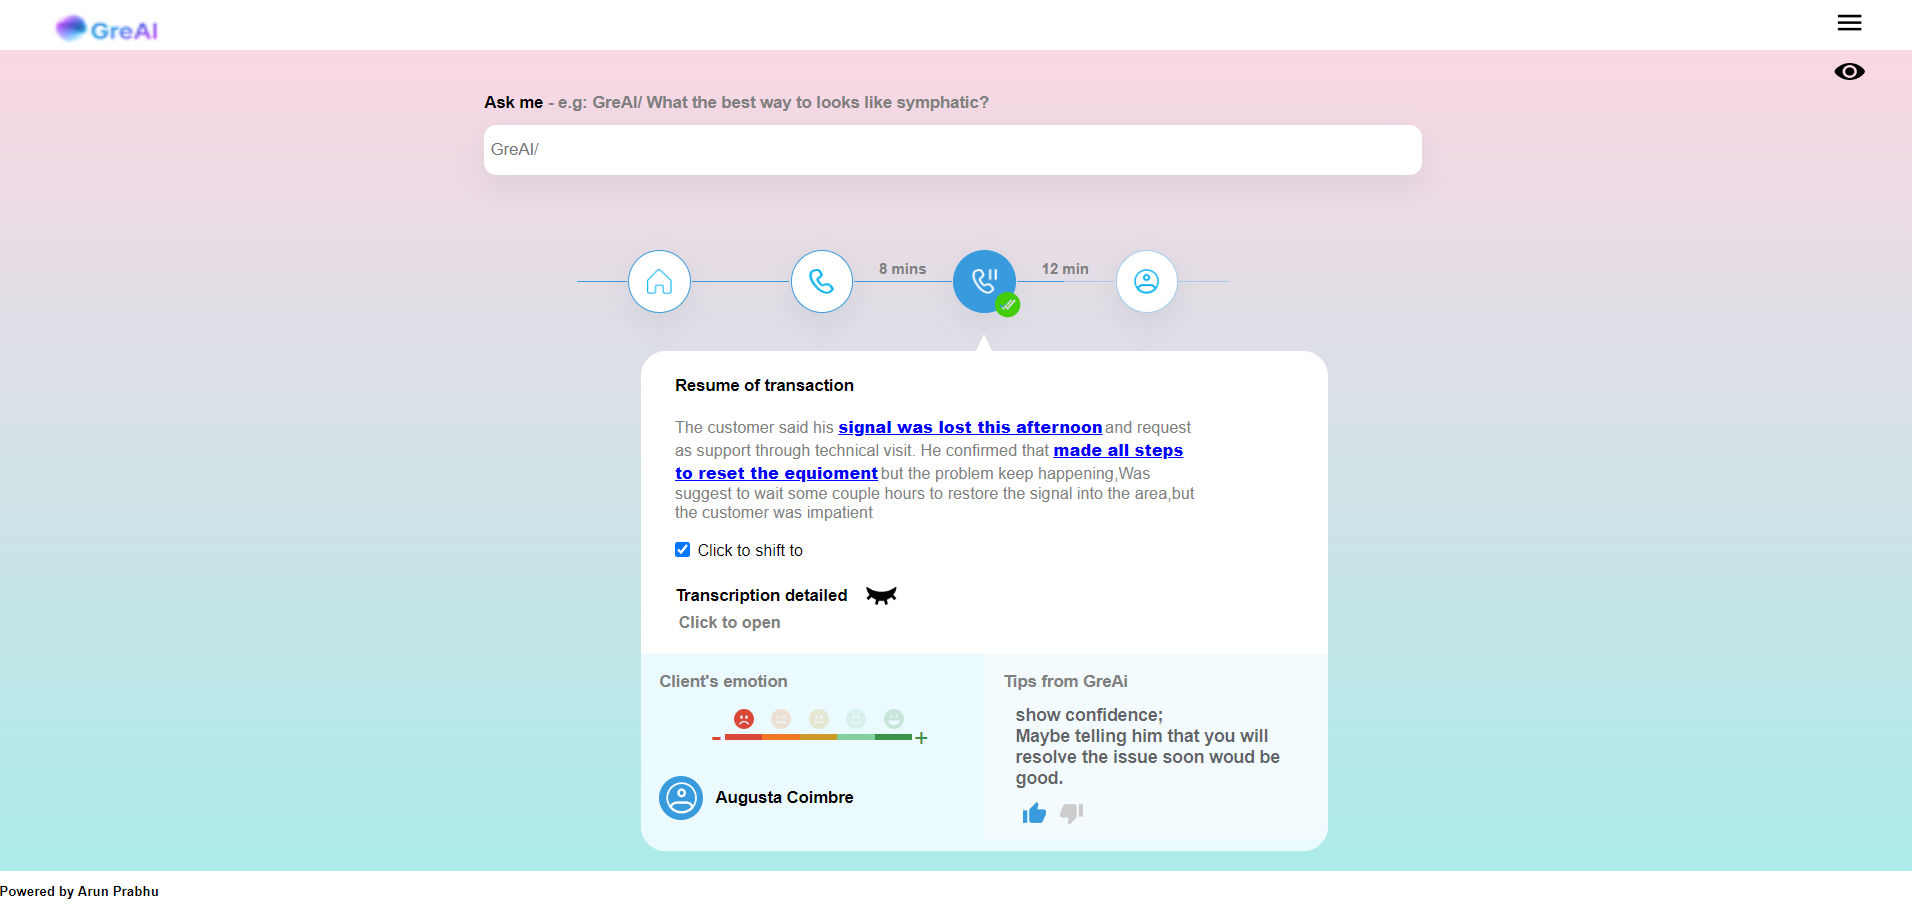 GreAI
Ask me - e.g: GreAI/ What the best way to looks like symphatic?
GreAI/
8 mins
12 min
Resume of transaction
The customer said his signal was lost this afternoon and request
as support through technical visit. He confirmed that made all steps
to reset the equioment but the problem keep happening,Was
suggest to wait some couple hours to restore the signal into the area,but
the customer was impatient
Click to shift to
Transcription detailed
Click to open
Client's emotion
- +
Augusta Coimbre
Tips from GreAi
show confidence;
Maybe telling him that you will
resolve the issue soon woud be
good.
Powered by Arun Prabhu